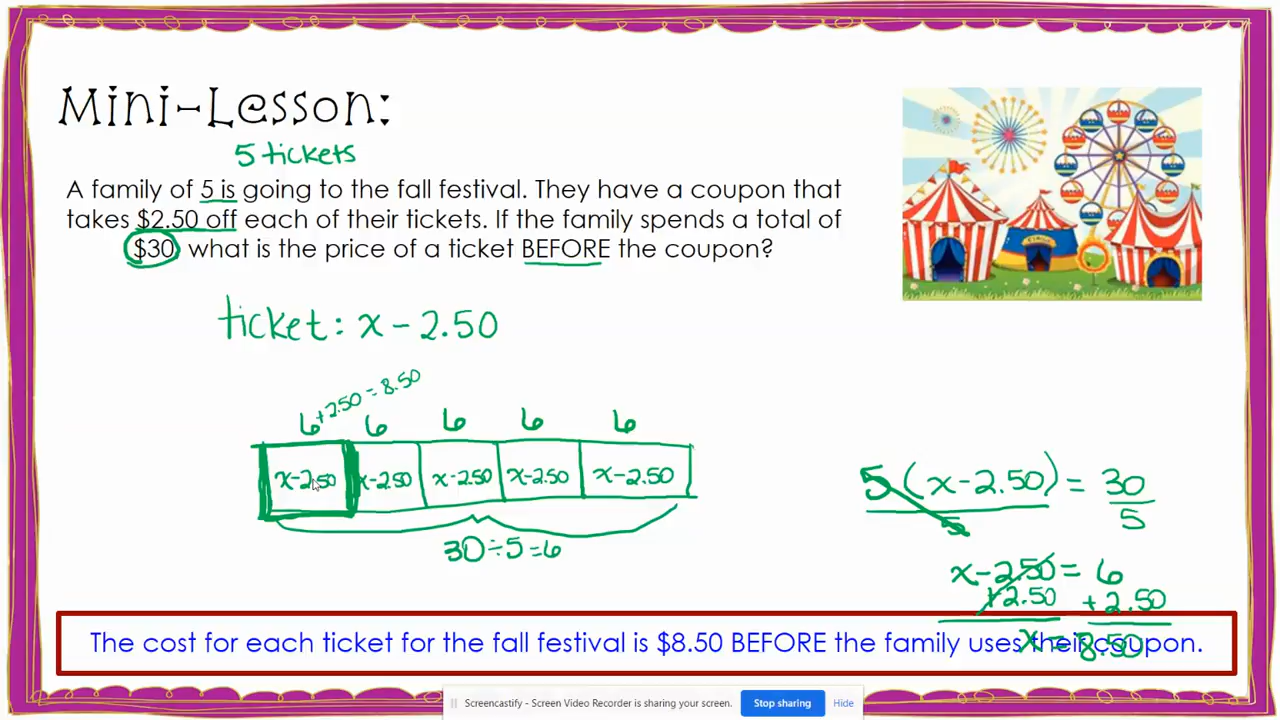 Mini-Lesson:
5 tickets
A family of 5 is going to the fall festival. They have a coupon that
takes $2.50 off each of their tickets. If the family spends a total of
$30 what is the price of a ticket BEFORE the coupon?
ticket: x - 2.50
6 +2.50 = 8.50 6 6 6 6
x-2.50 x-2.50 x-2.50 x-2.50 x-2.50
30÷5=6
5(x-2.50) = 30
5 5
x-2.50 = 6
+2.50 +2.50
x = 8.50
The cost for each ticket for the fall festival is $8.50 BEFORE the family uses their coupon.
Screencastify - Screen Video Recorder is sharing your screen. Stop sharing Hide